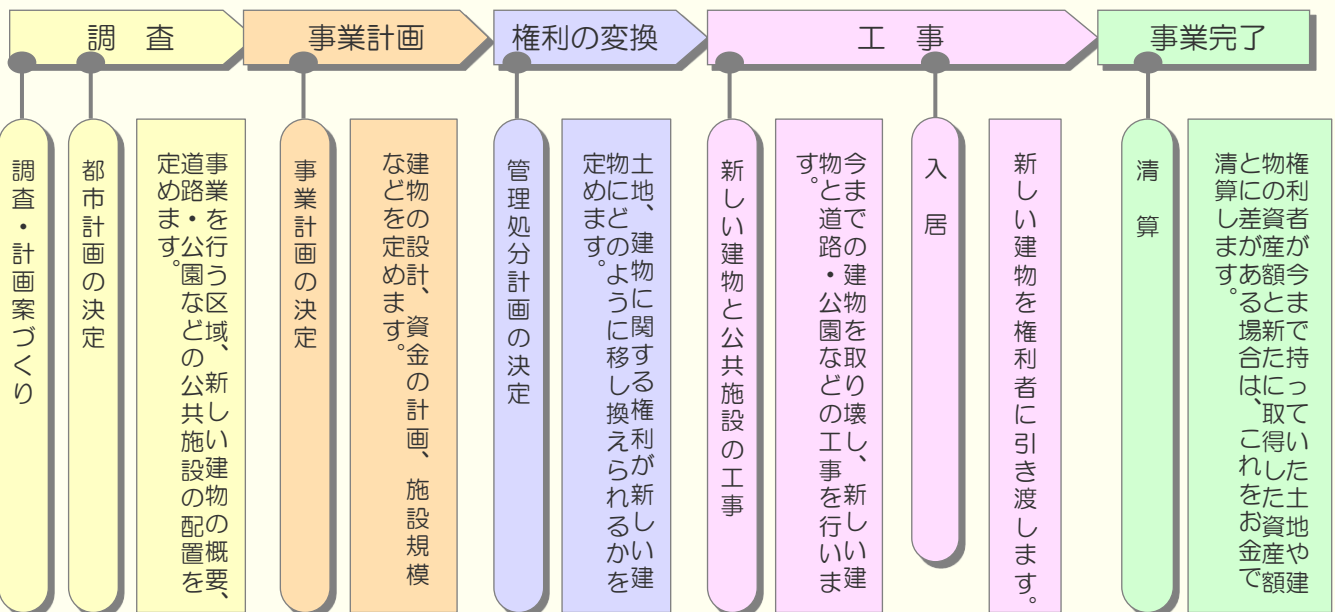 調査
事業計画
権利の変換
工事
事業完了
調査・計画案づくり
都市計画の決定
事業を行う区域、新しい建物の概要、
道路・公園などの公共施設の配置を
定めます。
事業計画の決定
建物の設計、資金の計画、施設規模
などを定めます。
管理処分計画の決定
土地、建物に関する権利が新しい建
物にどのように移し換えられるかを
定めます。
新しい建物と公共施設の工事
今までの建物を取り壊し、新しい建
物と道路・公園などの工事を行いま
す。
入居
新しい建物を権利者に引き渡します。
清算
権利者が今まで持っていた土地や建
物の資産額と新たに取得した資産額
とに差がある場合は、これをお金で
清算します。